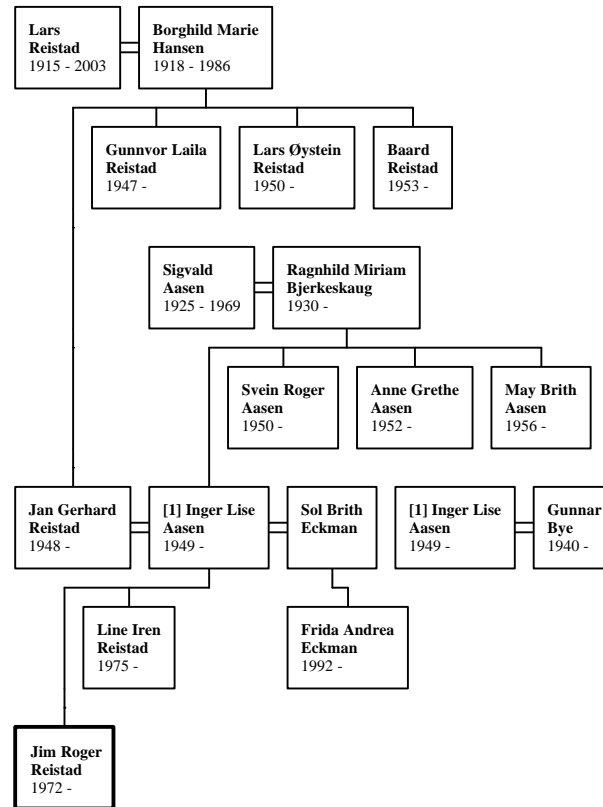 Lars
Reistad
1915 - 2003
Borghild Marie
Hansen
1918 - 1986
Gunnvor Laila
Reistad
1947 -
Lars Øystein
Reistad
1950 -
Baard
Reistad
1953 -
Sigvald
Aasen
1925 - 1969
Ragnhild Miriam
Bjerkeskaug
1930 -
Svein Roger
Aasen
1950 -
Anne Grethe
Aasen
1952 -
May Brith
Aasen
1956 -
Jan Gerhard
Reistad
1948 -
[1] Inger Lise
Aasen
1949 -
Sol Brith
Eckman
[1] Inger Lise
Aasen
1949 -
Gunnar
Bye
1940 -
Line Iren
Reistad
1975 -
Frida Andrea
Eckman
1992 -
Jim Roger
Reistad
1972 -